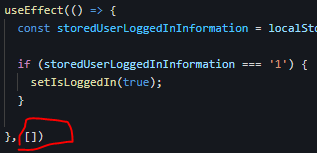 useEffect(() => {
const storedUserLoggedInInformation = localSto
if (storedUserLoggedInInformation === '1') {
setIsLoggedIn(true);
}
}, [])